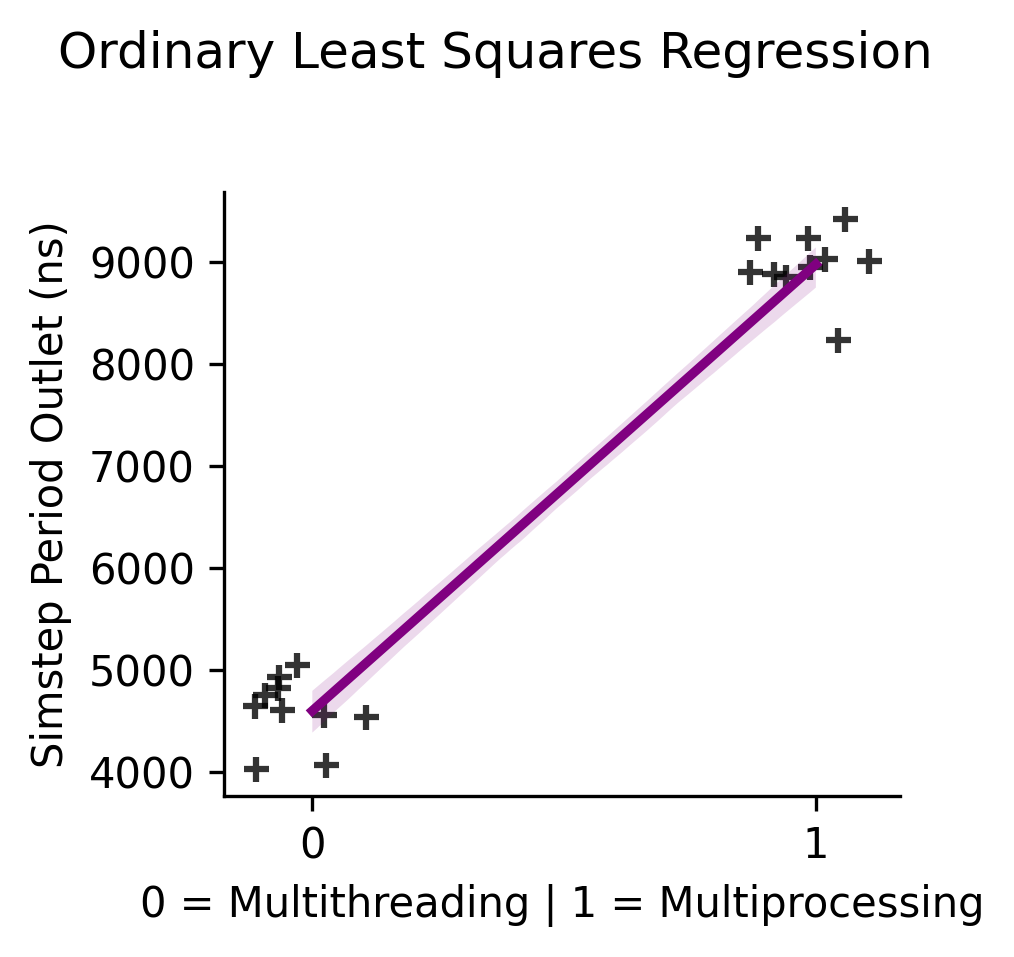 Ordinary Least Squares Regression
Simstep Period Outlet (ns)
9000
8000
7000
6000
5000
4000
0
1
0 = Multithreading | 1 = Multiprocessing